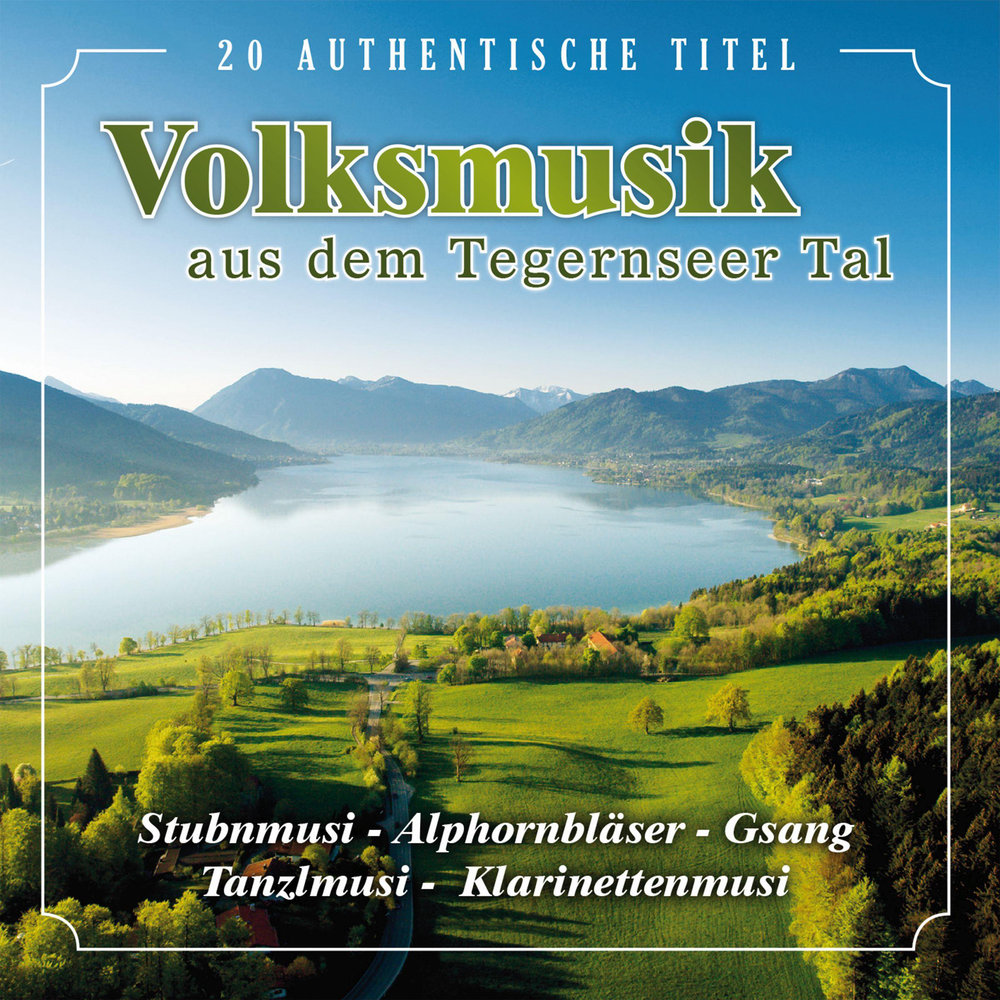 20 AUTHENTISCHE TITEL
Volksmusik
aus dem Tegernseer Tal
Stubnmusi - Alphornbläser - Gsang
Tanzlmusi - Klarinettenmusi